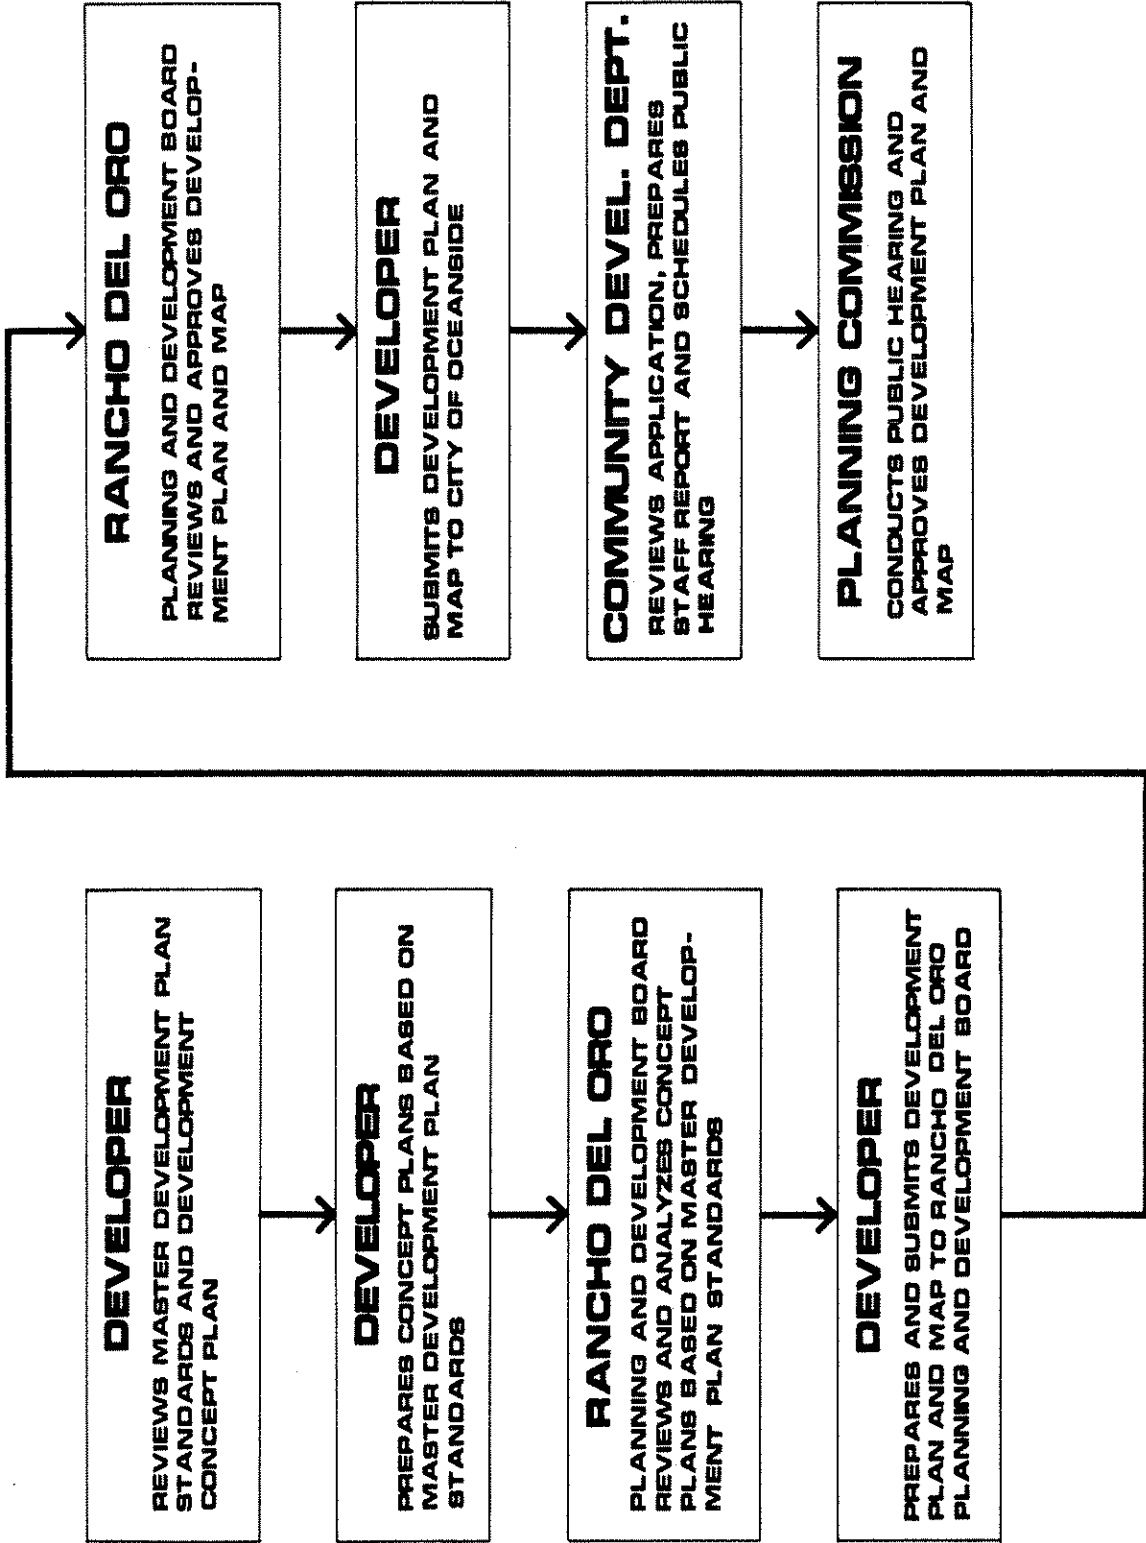 DEVELOPER
REVIEWS MASTER DEVELOPMENT PLAN
STANDARDS AND DEVELOPMENT
CONCEPT PLAN
DEVELOPER
PREPARES CONCEPT PLANS BASED ON
MASTER DEVELOPMENT PLAN
STANDARDS
RANCHO DEL ORO
PLANNING AND DEVELOPMENT BOARD
REVIEWS AND ANALYZES CONCEPT
PLANS BASED ON MASTER DEVELOP-
MENT PLAN STANDARDS
DEVELOPER
PREPARES AND SUBMITS DEVELOPMENT
PLAN AND MAP TO RANCHO DEL ORO
PLANNING AND DEVELOPMENT BOARD
RANCHO DEL ORO
PLANNING AND DEVELOPMENT BOARD
REVIEWS AND APPROVES DEVELOP-
MENT PLAN AND MAP
DEVELOPER
SUBMITS DEVELOPMENT PLAN AND
MAP TO CITY OF OCEANSIDE
COMMUNITY DEVEL. DEPT.
REVIEWS APPLICATION, PREPARES
STAFF REPORT AND SCHEDULES PUBLIC
HEARING
PLANNING COMMISSION
CONDUCTS PUBLIC HEARING AND
APPROVES DEVELOPMENT PLAN AND
MAP